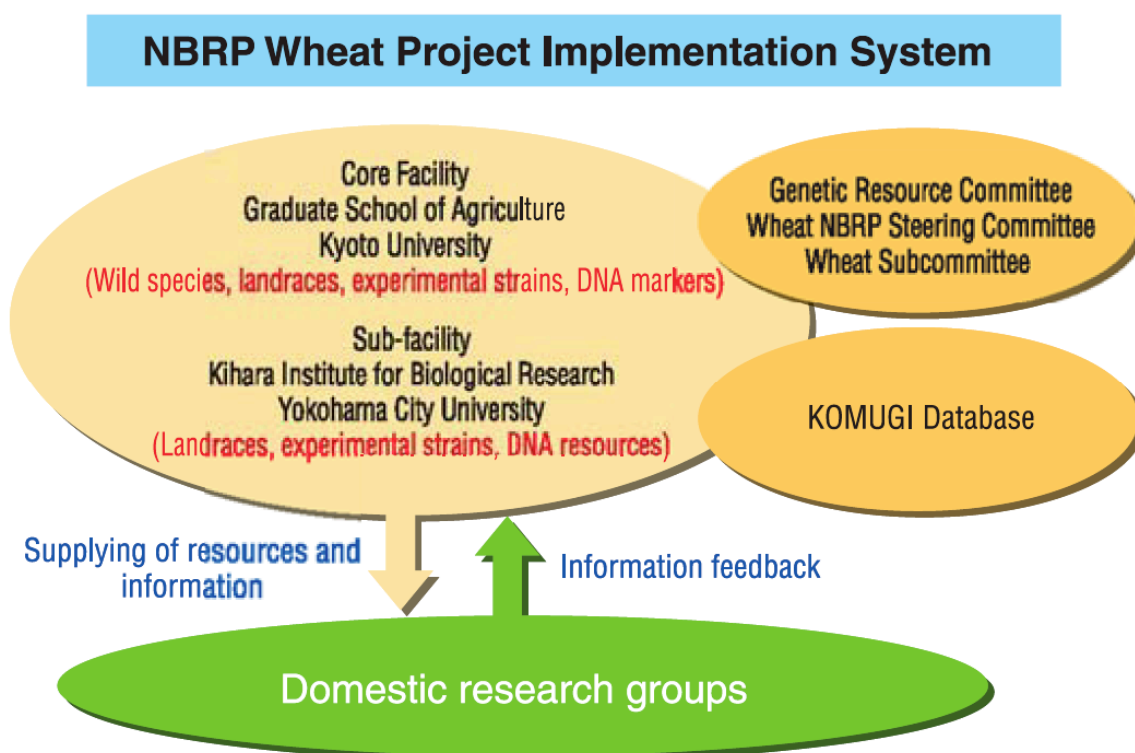 NBRP Wheat Project Implementation System
Core Facility
Graduate School of Agriculture
Kyoto University
(Wild species, landraces, experimental strains, DNA markers)
Sub-facility
Kihara Institute for Biological Research
Yokohama City University
(Landraces, experimental strains, DNA resources)
Genetic Resource Committee
Wheat NBRP Steering Committee
Wheat Subcommittee
KOMUGI Database
Supplying of resources and
information
Information feedback
Domestic research groups